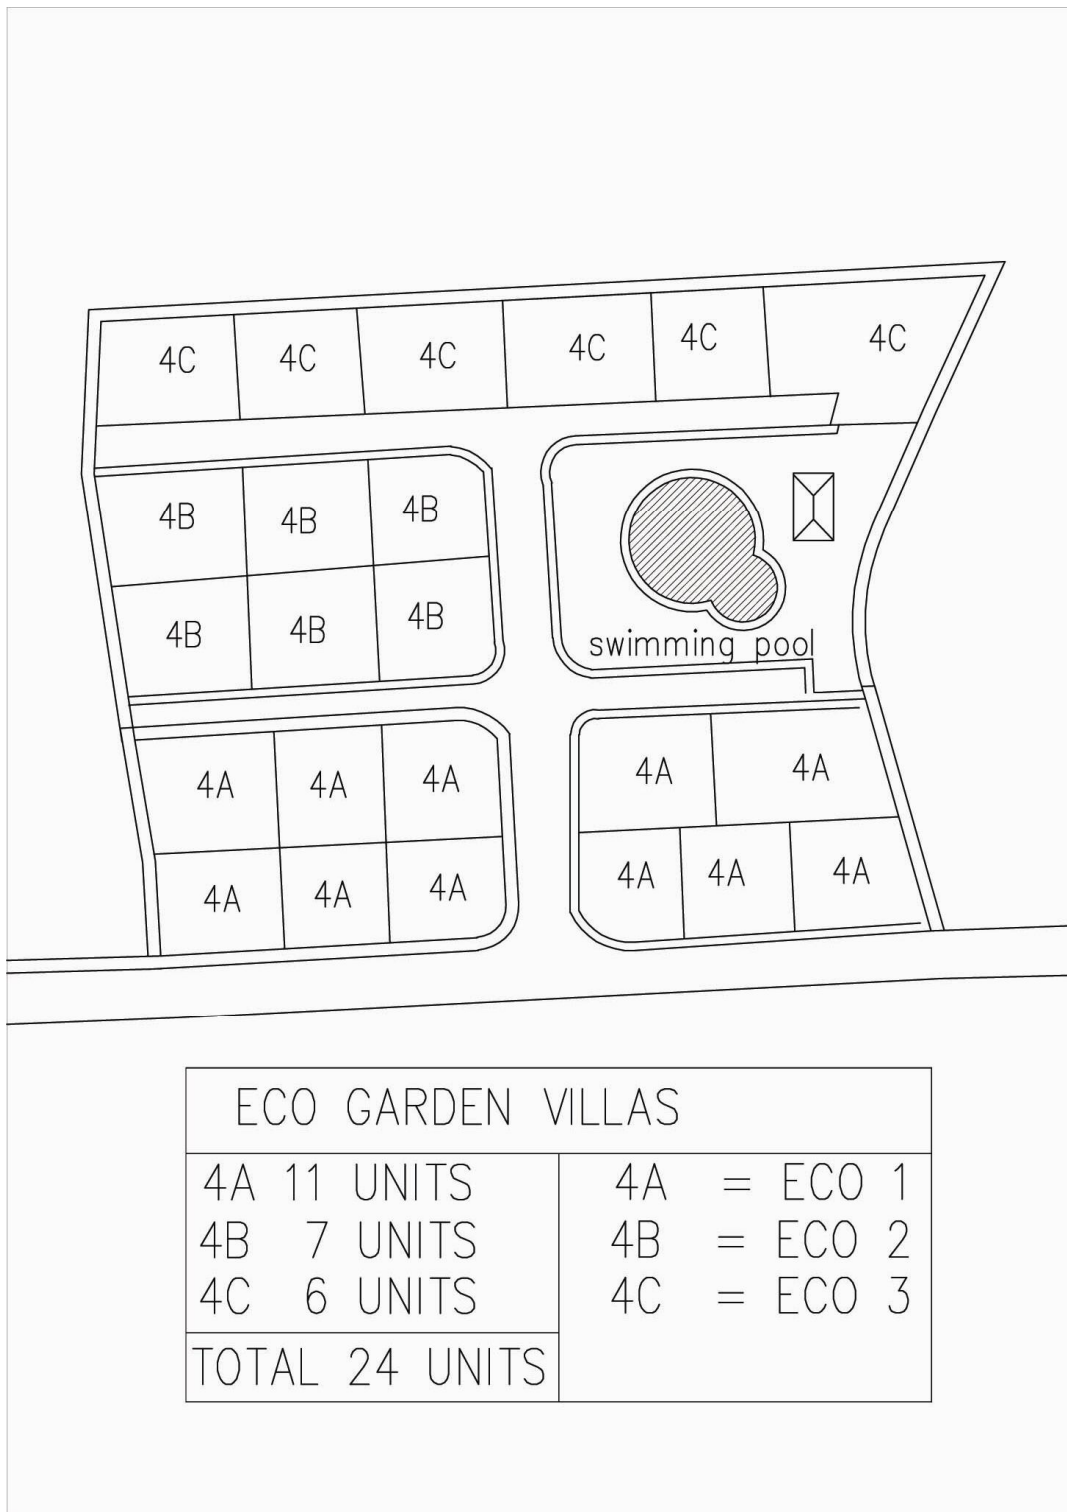 4C 4C 4C 4C 4C 4C
4B 4B 4B
4B 4B 4B
swimming pool
4A 4A 4A 4A 4A
4A 4A 4A 4A 4A 4A
ECO GARDEN VILLAS
4A 11 UNITS 4A = ECO 1
4B 7 UNITS 4B = ECO 2
4C 6 UNITS 4C = ECO 3
TOTAL 24 UNITS